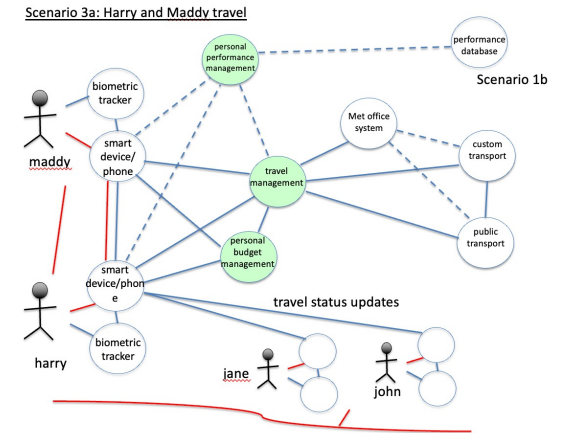 Scenario 3a: Harry and Maddy travel
personal
performance
management
performance
database
Scenario 1b
biometric
tracker
Met office
system
maddy
smart
device/
phone
custom
transport
travel
management
personal
budget
management
public
transport
smart
device/phon
e
travel status updates
harry
biometric
tracker
jane
john